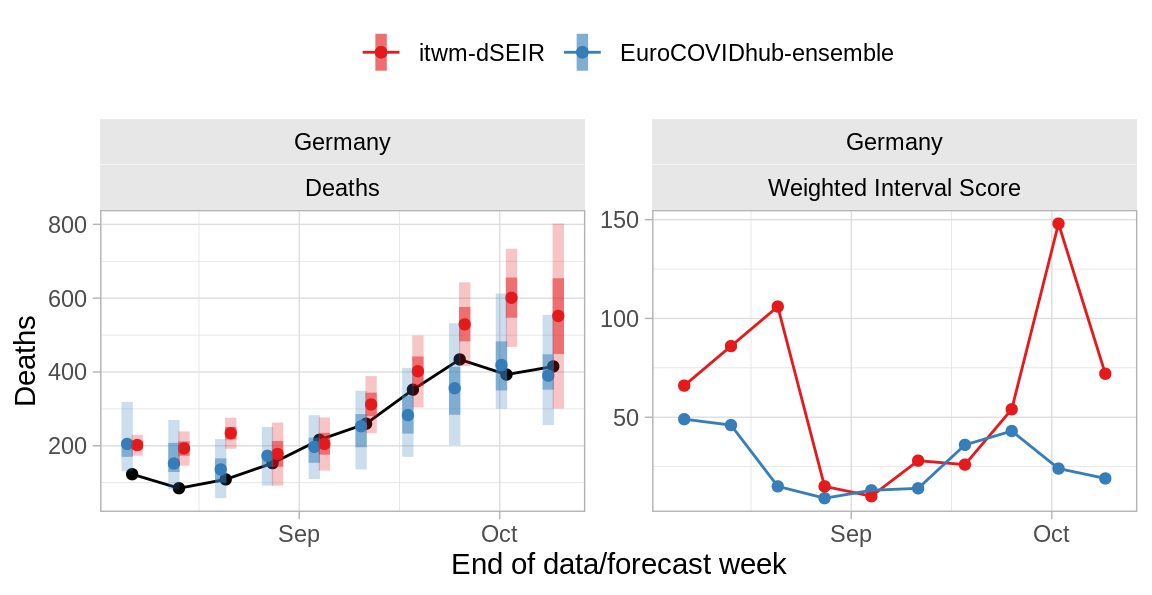 itwm-dSEIR EuroCOVIDhub-ensemble
Germany
Deaths
Germany
Weighted Interval Score
Deaths
800
600
400
200
Sep Oct
150
100
50
Sep Oct
End of data/forecast week